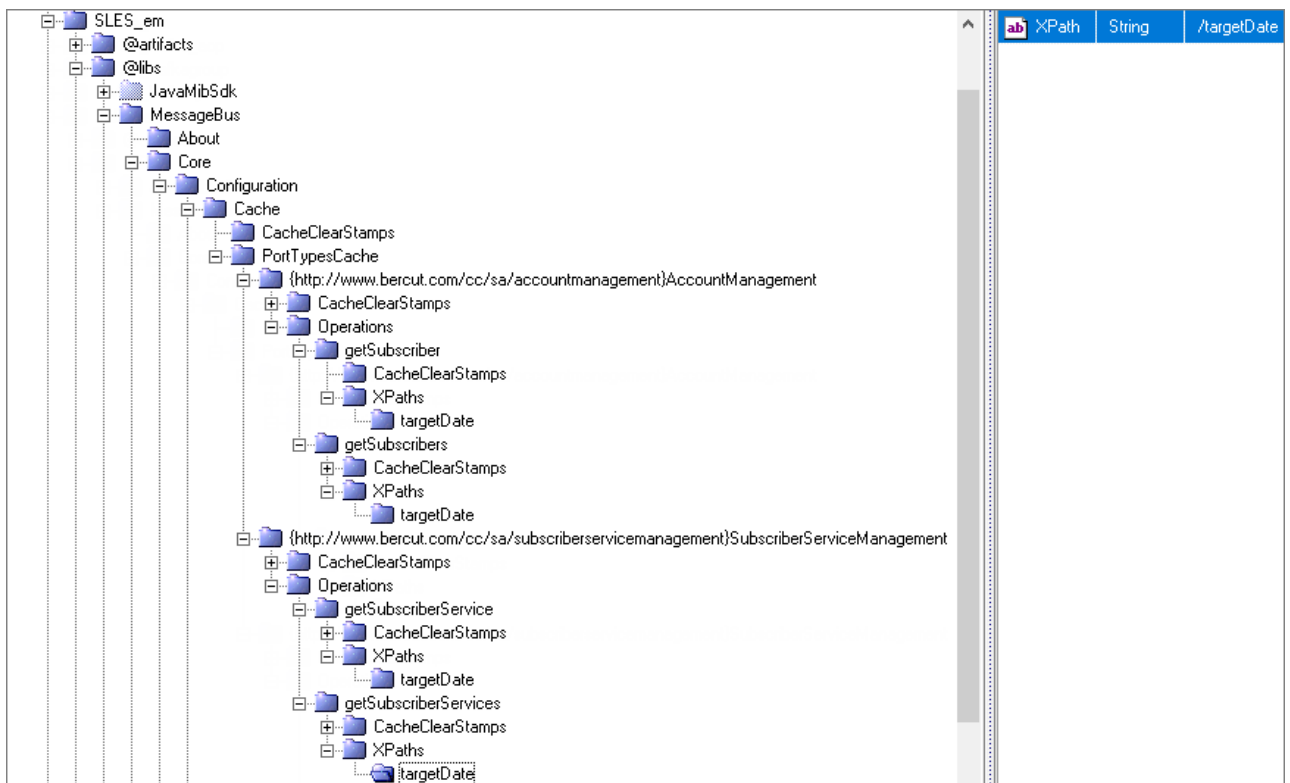 SLES_em
@artifacts
@libs
JavaMibSdk
MessageBus
About
Core
Configuration
Cache
CacheClearStamps
PortTypesCache
{http://www.bercut.com/cc/sa/accountmanagement}AccountManagement
CacheClearStamps
Operations
getSubscriber
CacheClearStamps
XPaths
targetDate
getSubscribers
CacheClearStamps
XPaths
targetDate
{http://www.bercut.com/cc/sa/subscriberservicemanagement}SubscriberServiceManagement
CacheClearStamps
Operations
getSubscriberService
CacheClearStamps
XPaths
targetDate
getSubscriberServices
CacheClearStamps
XPaths
targetDate
ab XPath String /targetDate